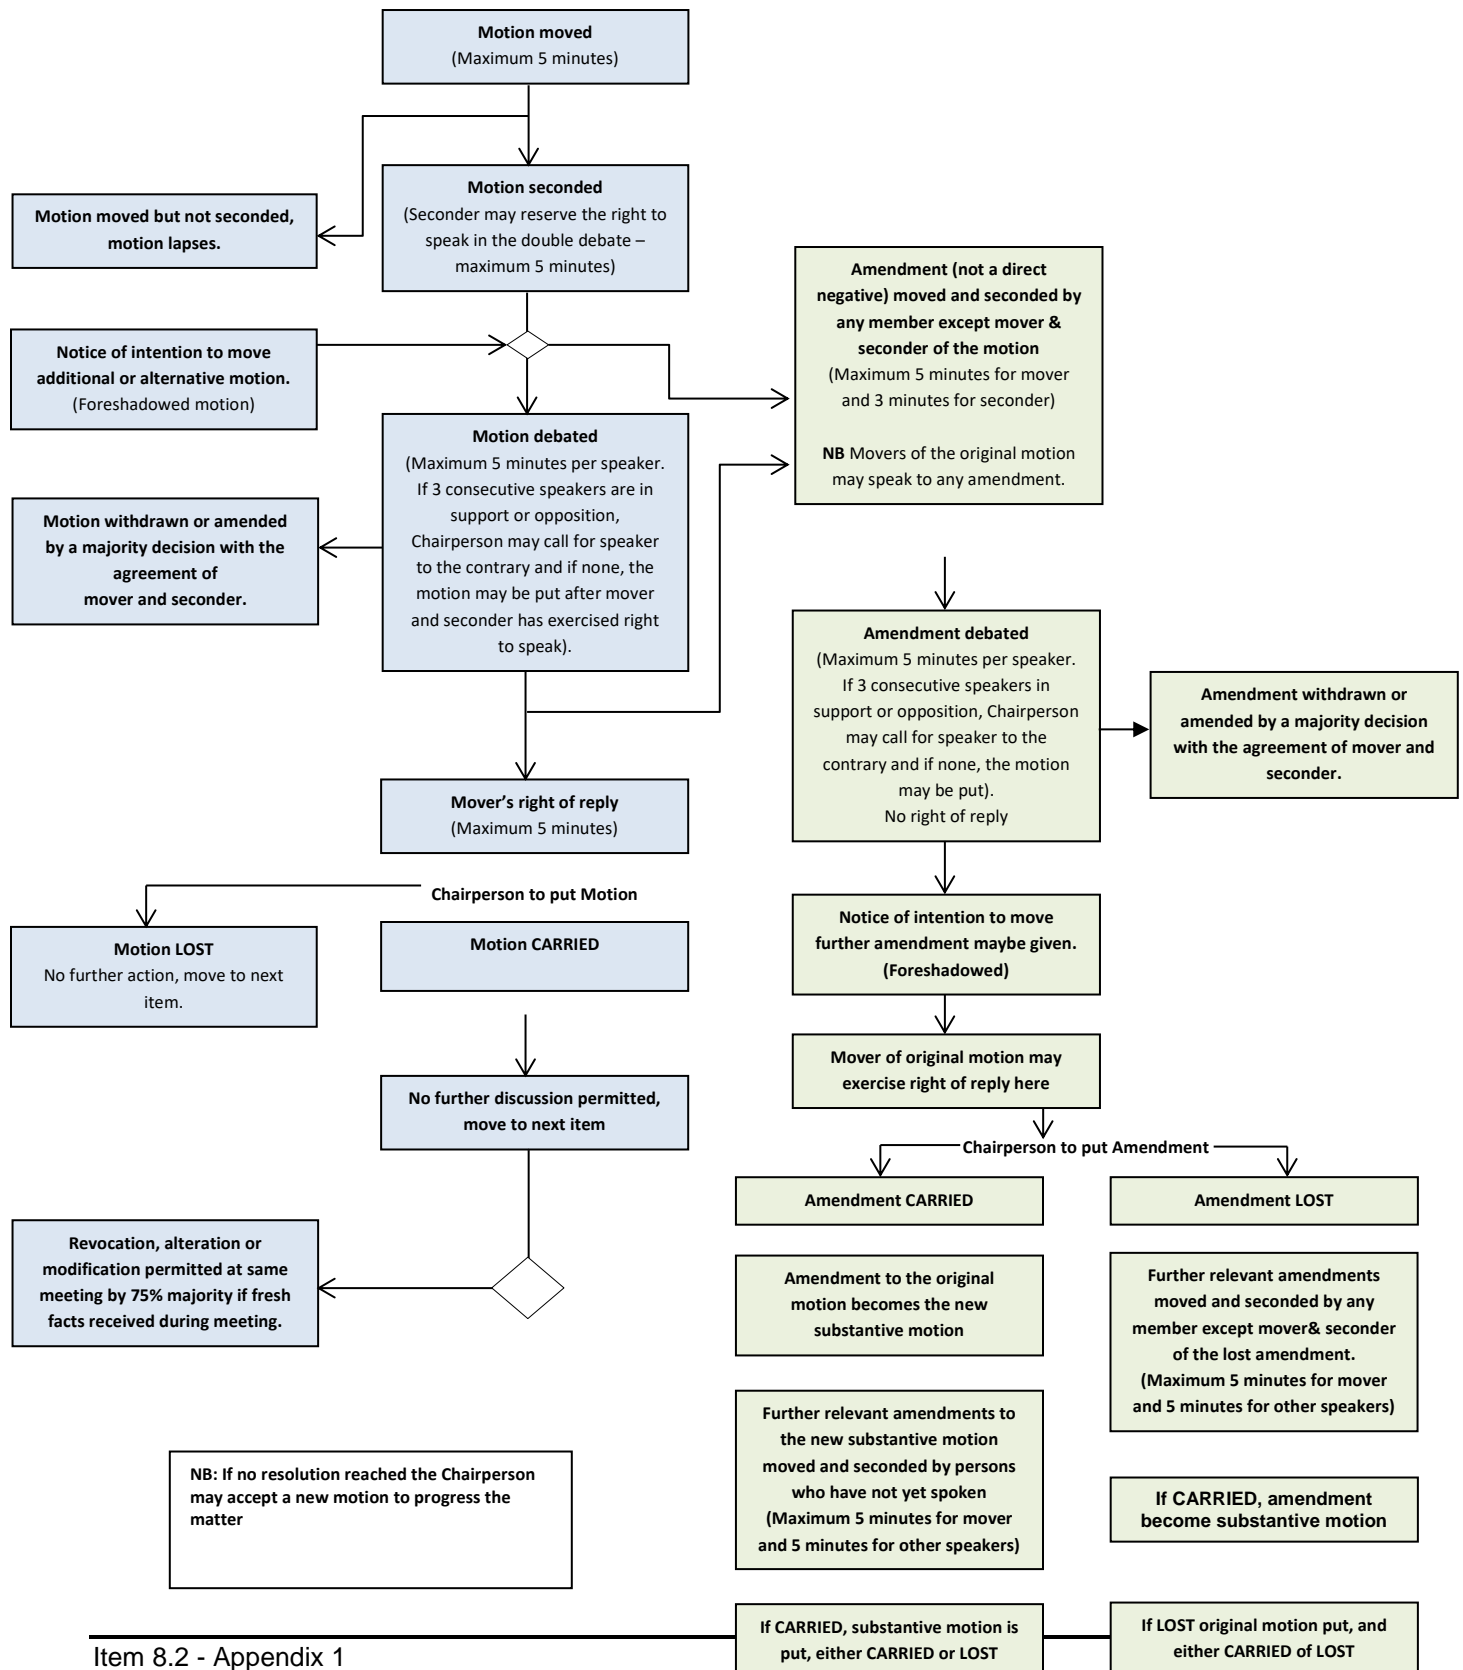 Motion moved
(Maximum 5 minutes)
Motion seconded
(Seconder may reserve the right to
speak in the double debate –
maximum 5 minutes)
Motion moved but not seconded,
motion lapses.
Notice of intention to move
additional or alternative motion.
(Foreshadowed motion)
Motion debated
(Maximum 5 minutes per speaker.
If 3 consecutive speakers are in
support or opposition,
Chairperson may call for speaker
to the contrary and if none, the
motion may be put after mover
and seconder has exercised right
to speak).
Motion withdrawn or amended
by a majority decision with the
agreement of
mover and seconder.
Mover’s right of reply
(Maximum 5 minutes)
Chairperson to put Motion
Motion LOST
No further action, move to next
item.
Motion CARRIED
No further discussion permitted,
move to next item
Revocation, alteration or
modification permitted at same
meeting by 75% majority if fresh
facts received during meeting.
NB: If no resolution reached the Chairperson
may accept a new motion to progress the
matter
Amendment (not a direct
negative) moved and seconded by
any member except mover &
seconder of the motion
(Maximum 5 minutes for mover
and 3 minutes for seconder)
NB Movers of the original motion
may speak to any amendment.
Amendment debated
(Maximum 5 minutes per speaker.
If 3 consecutive speakers in
support or opposition, Chairperson
may call for speaker to the
contrary and if none, the motion
may be put).
No right of reply
Amendment withdrawn or
amended by a majority decision
with the agreement of mover and
seconder.
Notice of intention to move
further amendment maybe given.
(Foreshadowed)
Mover of original motion may
exercise right of reply here
Chairperson to put Amendment
Amendment CARRIED
Amendment to the original
motion becomes the new
substantive motion
Further relevant amendments to
the new substantive motion
moved and seconded by persons
who have not yet spoken
(Maximum 5 minutes for mover
and 5 minutes for other speakers)
If CARRIED, substantive motion is
put, either CARRIED or LOST
Amendment LOST
Further relevant amendments
moved and seconded by any
member except mover& seconder
of the lost amendment.
(Maximum 5 minutes for mover
and 5 minutes for other speakers)
If CARRIED, amendment
become substantive motion
If LOST original motion put, and
either CARRIED of LOST
Item 8.2 - Appendix 1